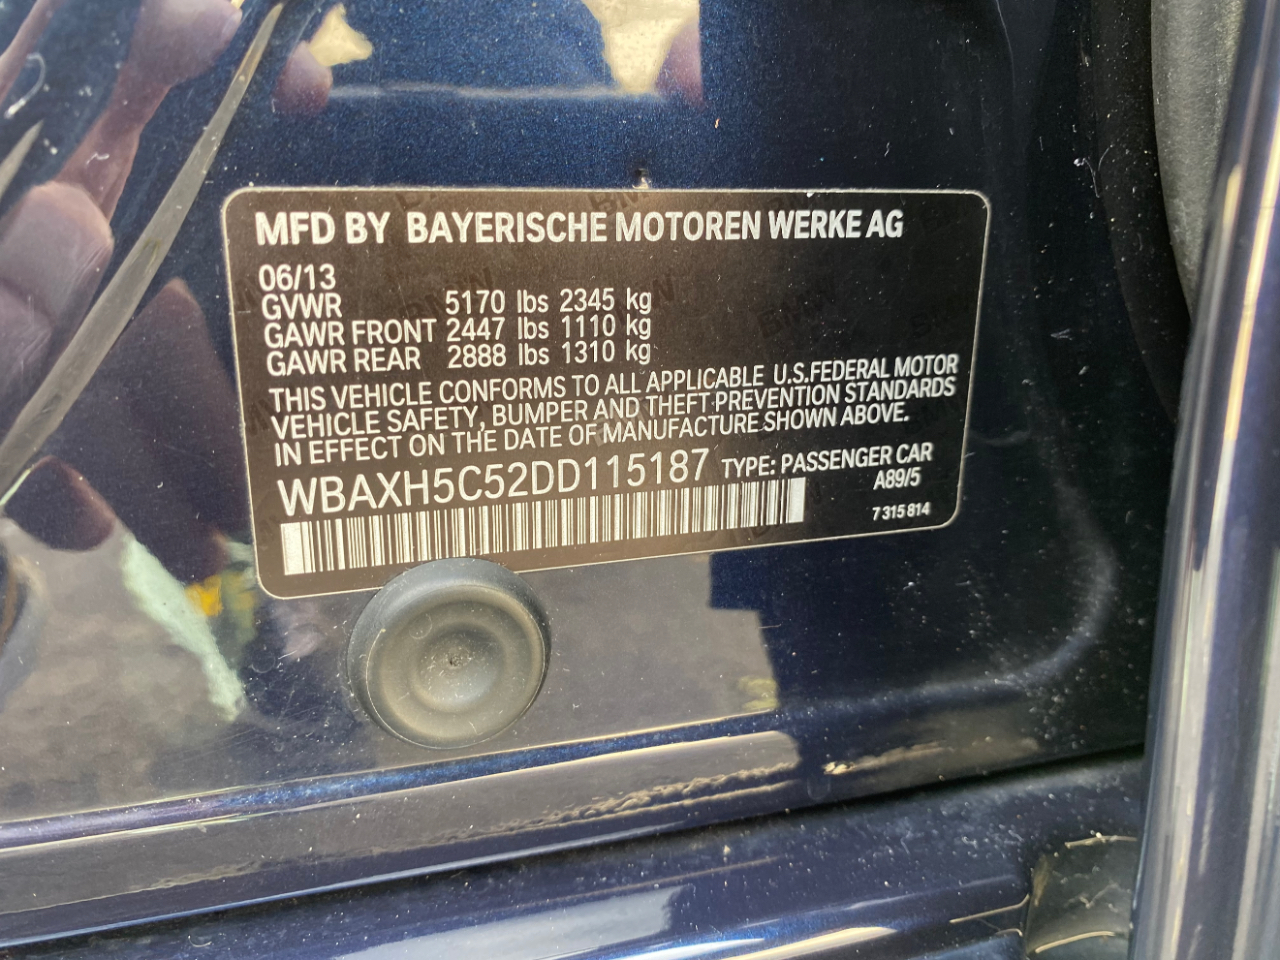 MFD BY BAYERISCHE MOTOREN WERKE AG
06/13
GVWR 5170 lbs 2345 kg
GAWR FRONT 2447 lbs 1110 kg
GAWR REAR 2888 lbs 1310 kg
THIS VEHICLE CONFORMS TO ALL APPLICABLE U.S.FEDERAL MOTOR
VEHICLE SAFETY, BUMPER AND THEFT PREVENTION STANDARDS
IN EFFECT ON THE DATE OF MANUFACTURE SHOWN ABOVE.
WBAXH5C52DD115187 TYPE: PASSENGER CAR
A89/5
7 315 814